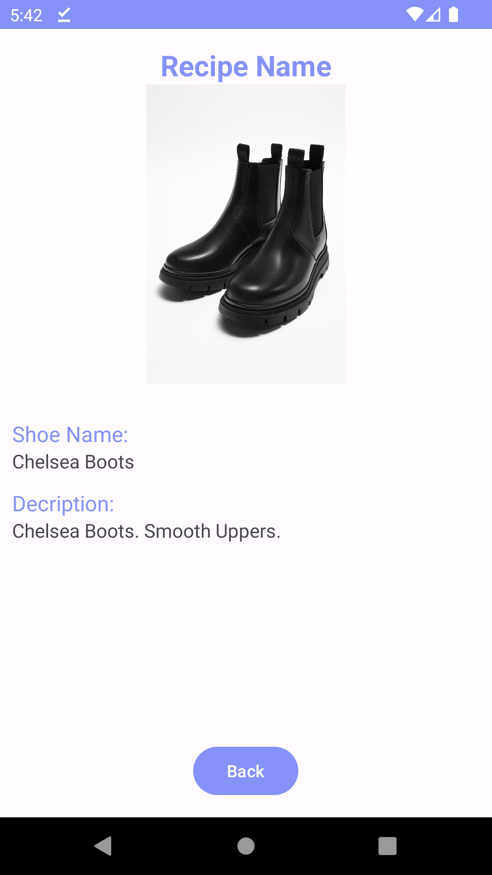 5:42
Recipe Name
Shoe Name:
Chelsea Boots
Decription:
Chelsea Boots. Smooth Uppers.
Back